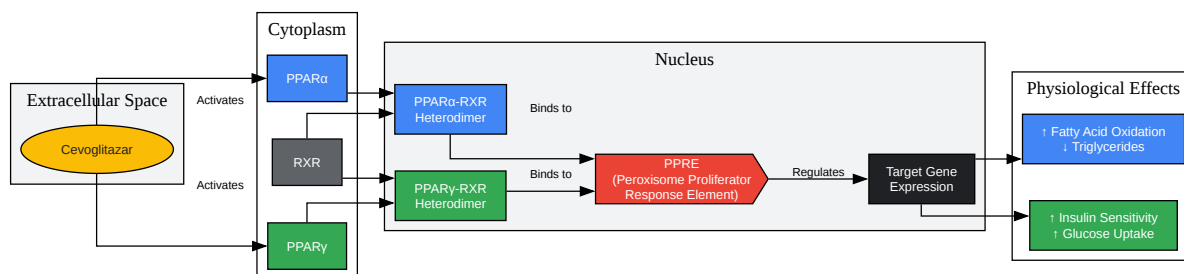 Extracellular Space
Cevoglitazar
Activates
Activates
Cytoplasm
PPARα
RXR
PPARγ
Nucleus
PPARα-RXR
Heterodimer
PPARγ-RXR
Heterodimer
Binds to
Binds to
PPRE
(Peroxisome Proliferator
Response Element)
Regulates
Target Gene
Expression
Physiological Effects
↑ Fatty Acid Oxidation
↓ Triglycerides
↑ Insulin Sensitivity
↑ Glucose Uptake